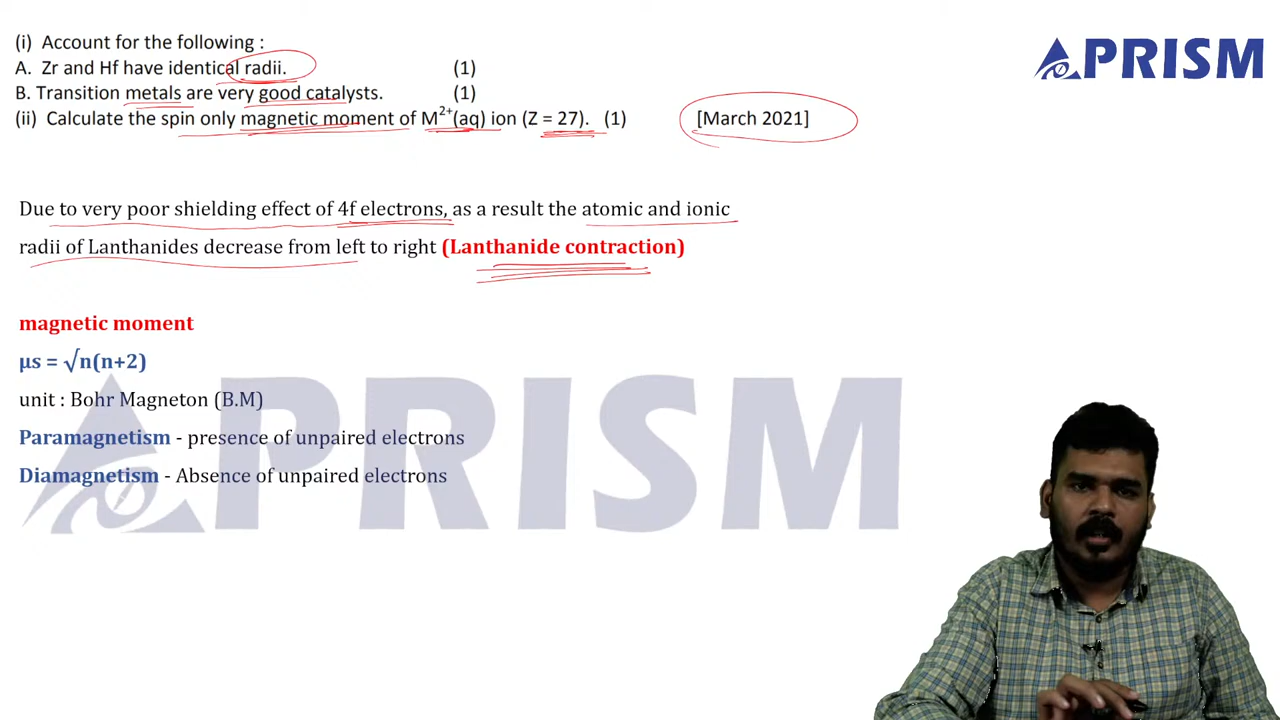 (i) Account for the following :
PRISM
A. Zr and Hf have identical radii. (1)
B. Transition metals are very good catalysts. (1)
(ii) Calculate the spin only magnetic moment of M²⁺(aq) ion (Z = 27). (1) [March 2021]
Due to very poor shielding effect of 4f electrons, as a result the atomic and ionic
radii of Lanthanides decrease from left to right (Lanthanide contraction)
magnetic moment
μs = √n(n+2)
unit : Bohr Magneton (B.M)
Paramagnetism - presence of unpaired electrons
Diamagnetism - Absence of unpaired electrons
PRISM